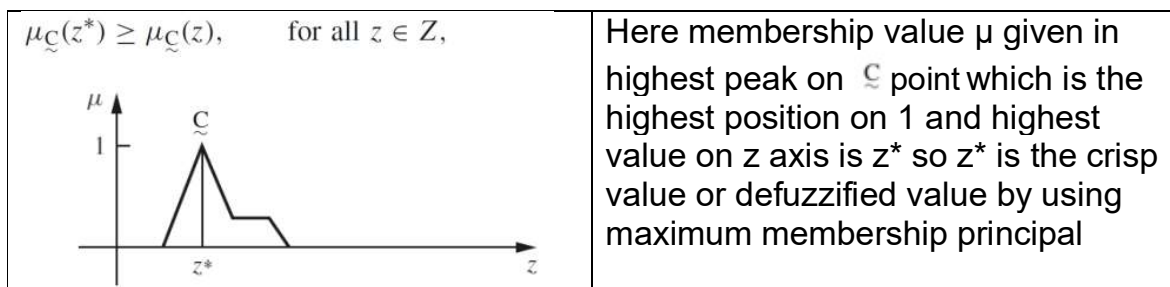 μC̰(z*) ≥ μC̰(z), for all z ∈ Z,
μ
C̰
1
z*
z
Here membership value μ given in
highest peak on C̰ point which is the
highest position on 1 and highest
value on z axis is z* so z* is the crisp
value or defuzzified value by using
maximum membership principal